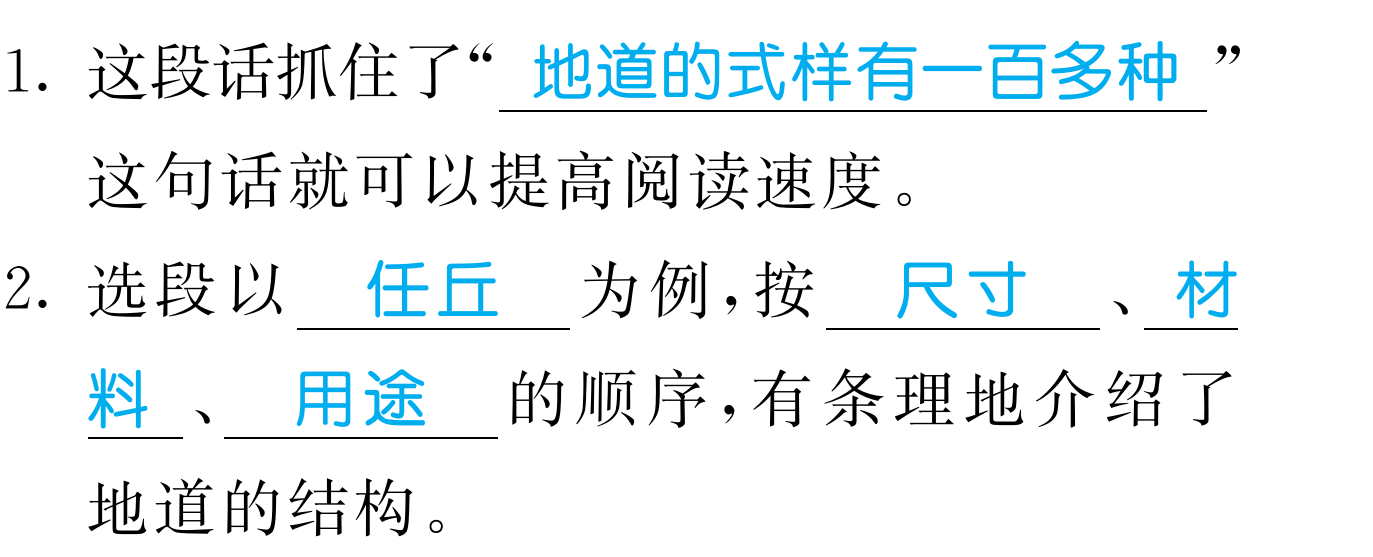 1. 这段话抓住了“地道的式样有一百多种”
这句话就可以提高阅读速度。
2. 选段以 任丘 为例,按 尺寸 、材
料 、 用途 的顺序,有条理地介绍了
地道的结构。